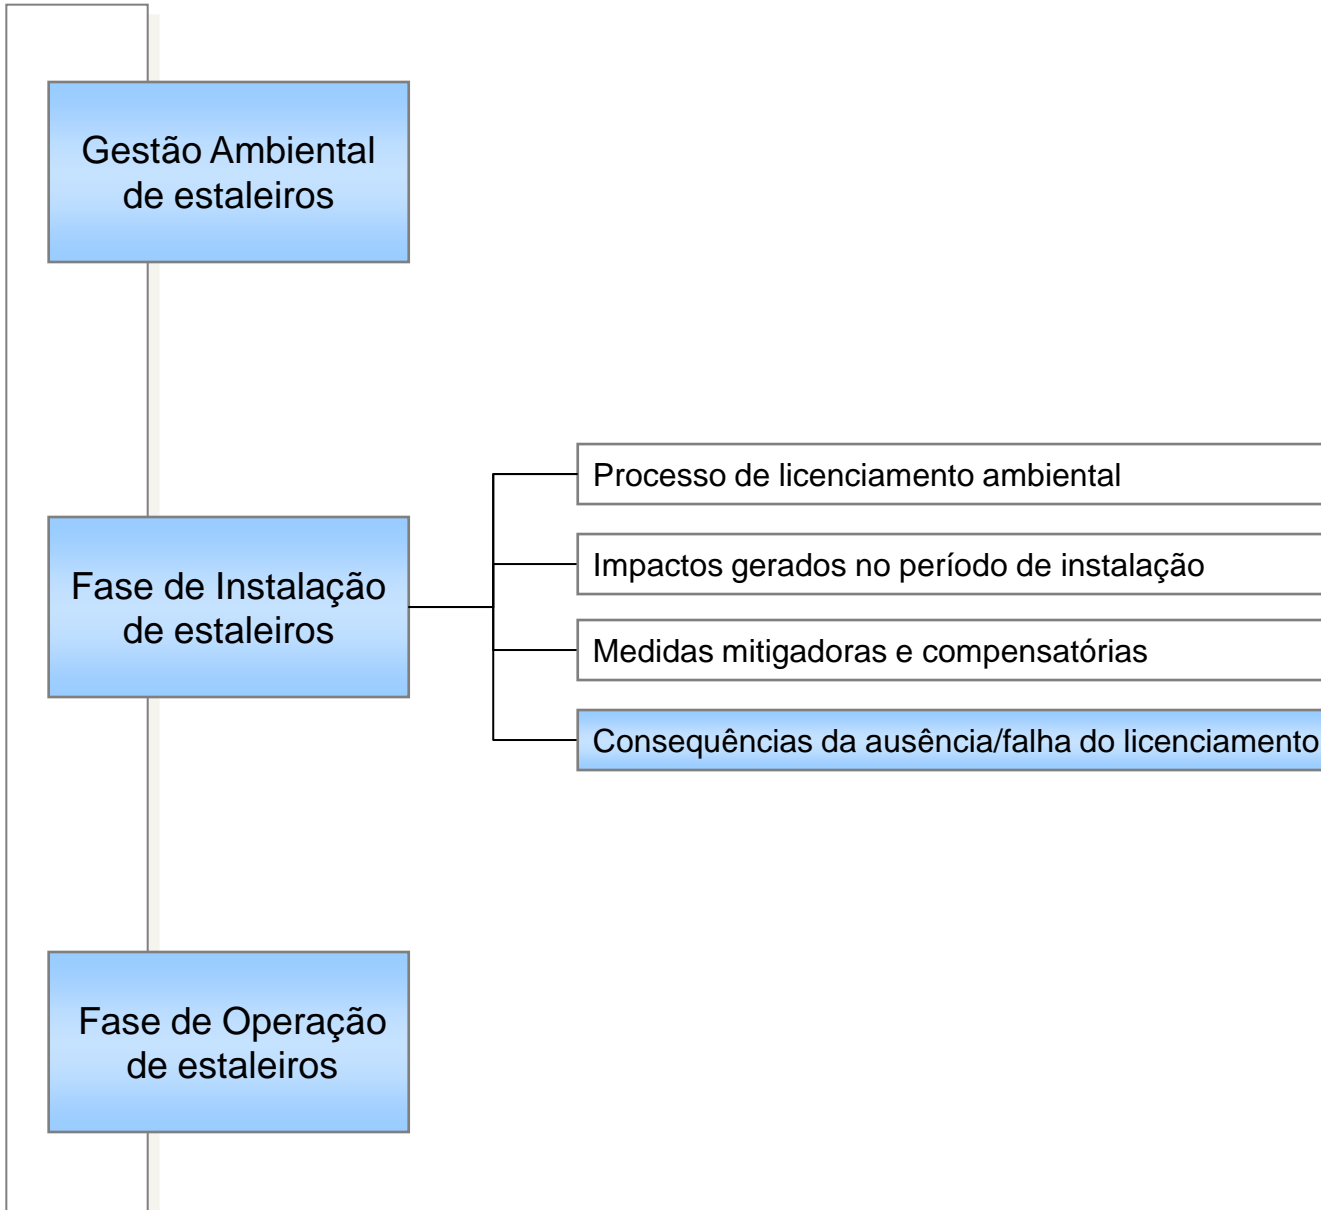 Gestão Ambiental
de estaleiros
Fase de Instalação
de estaleiros
Processo de licenciamento ambiental
Impactos gerados no período de instalação
Medidas mitigadoras e compensatórias
Consequências da ausência/falha do licenciamento
Fase de Operação
de estaleiros